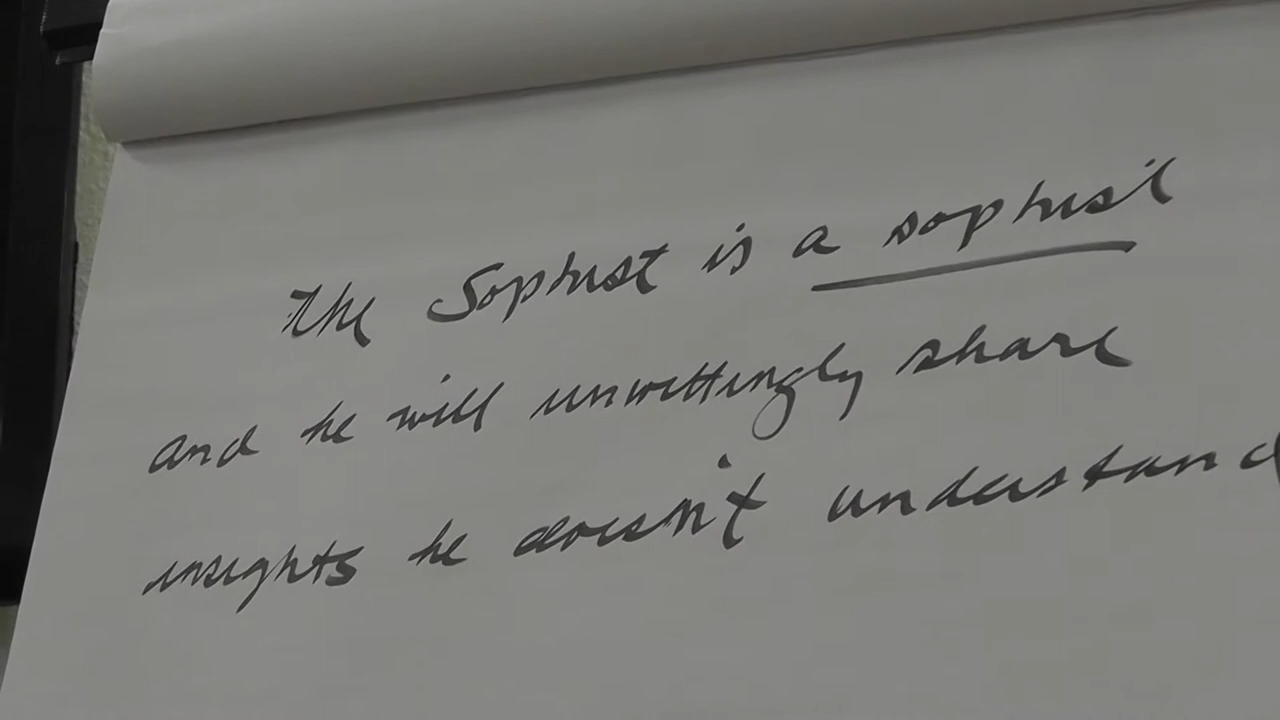 The Sophist is a sophist
and he will unwittingly share
insights he doesn't understand